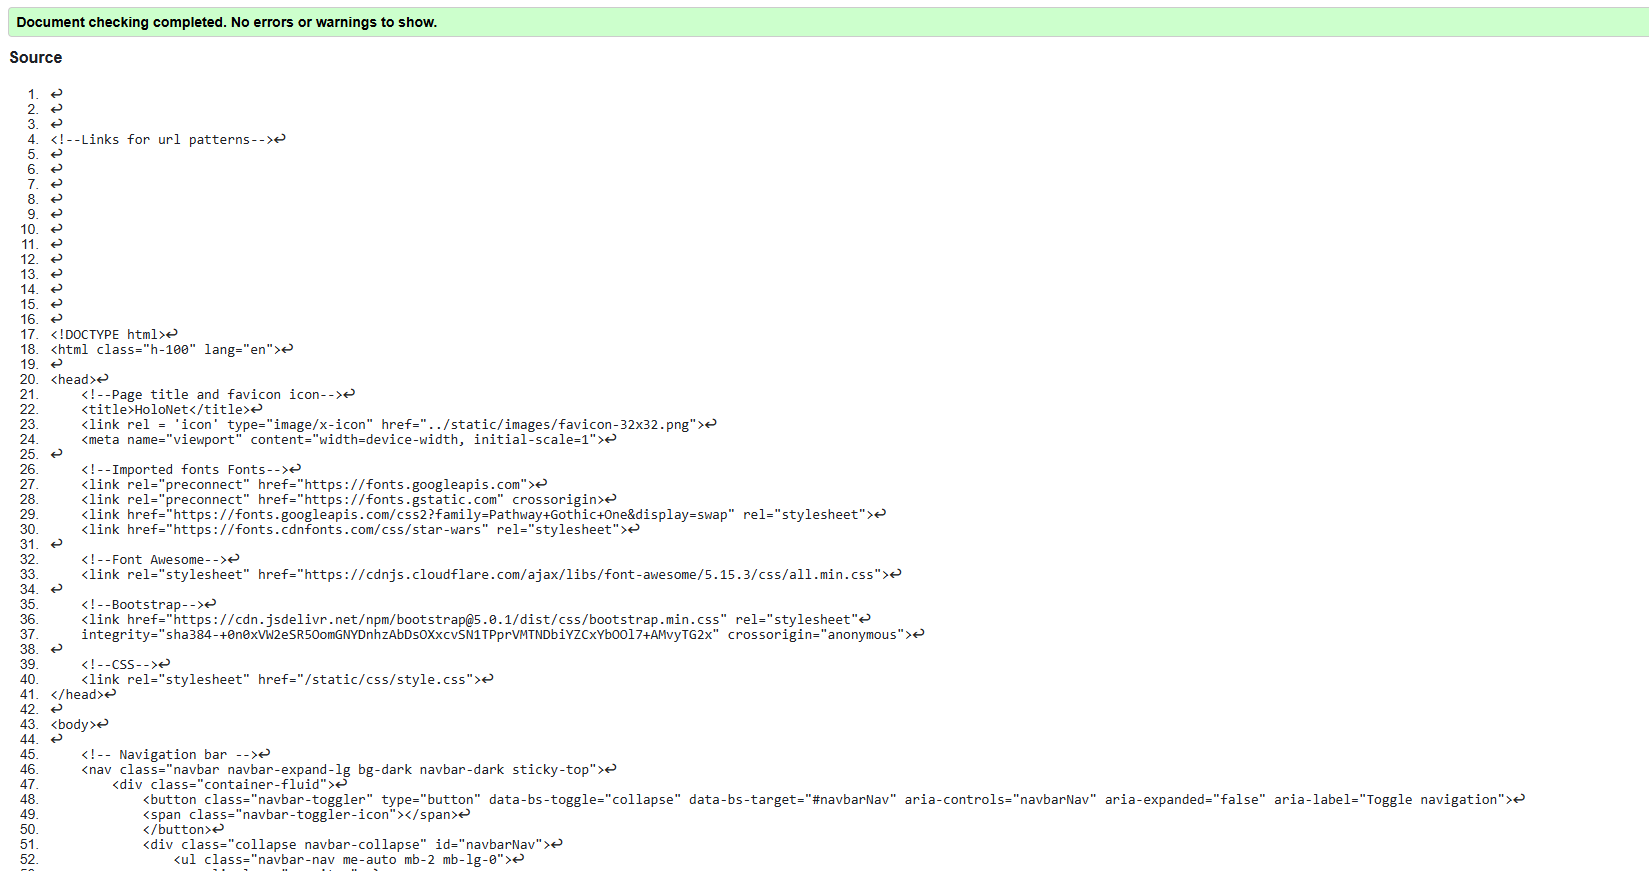 Document checking completed. No errors or warnings to show.
Source
1. ↩
2. ↩
3. ↩
4. <!--Links for url patterns-->↩
5. ↩
6. ↩
7. ↩
8. ↩
9. ↩
10. ↩
11. ↩
12. ↩
13. ↩
14. ↩
15. ↩
16. ↩
17. <!DOCTYPE html>↩
18. <html class="h-100" lang="en">↩
19. ↩
20. <head>↩
21. <!--Page title and favicon icon-->↩
22. <title>HoloNet</title>↩
23. <link rel = 'icon' type="image/x-icon" href="../static/images/favicon-32x32.png">↩
24. <meta name="viewport" content="width=device-width, initial-scale=1">↩
25. ↩
26. <!--Imported fonts Fonts-->↩
27. <link rel="preconnect" href="https://fonts.googleapis.com">↩
28. <link rel="preconnect" href="https://fonts.gstatic.com" crossorigin>↩
29. <link href="https://fonts.googleapis.com/css2?family=Pathway+Gothic+One&display=swap" rel="stylesheet">↩
30. <link href="https://fonts.cdnfonts.com/css/star-wars" rel="stylesheet">↩
31. ↩
32. <!--Font Awesome-->↩
33. <link rel="stylesheet" href="https://cdnjs.cloudflare.com/ajax/libs/font-awesome/5.15.3/css/all.min.css">↩
34. ↩
35. <!--Bootstrap-->↩
36. <link href="https://cdn.jsdelivr.net/npm/bootstrap@5.0.1/dist/css/bootstrap.min.css" rel="stylesheet"↩
37. integrity="sha384-+0n0xVW2eSR5OomGNYDnhzAbDsOXxcvSN1TPprVMTNDbiYZCxYbOOl7+AMvyTG2x" crossorigin="anonymous">↩
38. ↩
39. <!--CSS-->↩
40. <link rel="stylesheet" href="/static/css/style.css">↩
41. </head>↩
42. ↩
43. <body>↩
44. ↩
45. <!-- Navigation bar -->↩
46. <nav class="navbar navbar-expand-lg bg-dark navbar-dark sticky-top">↩
47. <div class="container-fluid">↩
48. <button class="navbar-toggler" type="button" data-bs-toggle="collapse" data-bs-target="#navbarNav" aria-controls="navbarNav" aria-expanded="false" aria-label="Toggle navigation">↩
49. <span class="navbar-toggler-icon"></span>↩
50. </button>↩
51. <div class="collapse navbar-collapse" id="navbarNav">↩
52. <ul class="navbar-nav me-auto mb-2 mb-lg-0">↩